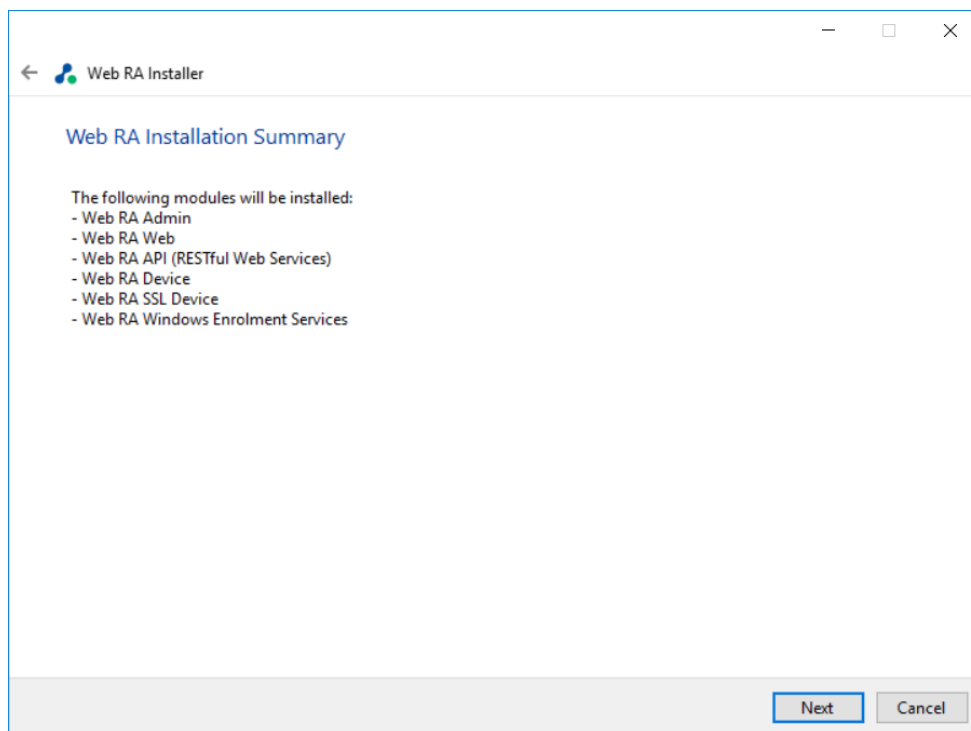 Web RA Installer
Web RA Installation Summary
The following modules will be installed:
- Web RA Admin
- Web RA Web
- Web RA API (RESTful Web Services)
- Web RA Device
- Web RA SSL Device
- Web RA Windows Enrolment Services
Next Cancel